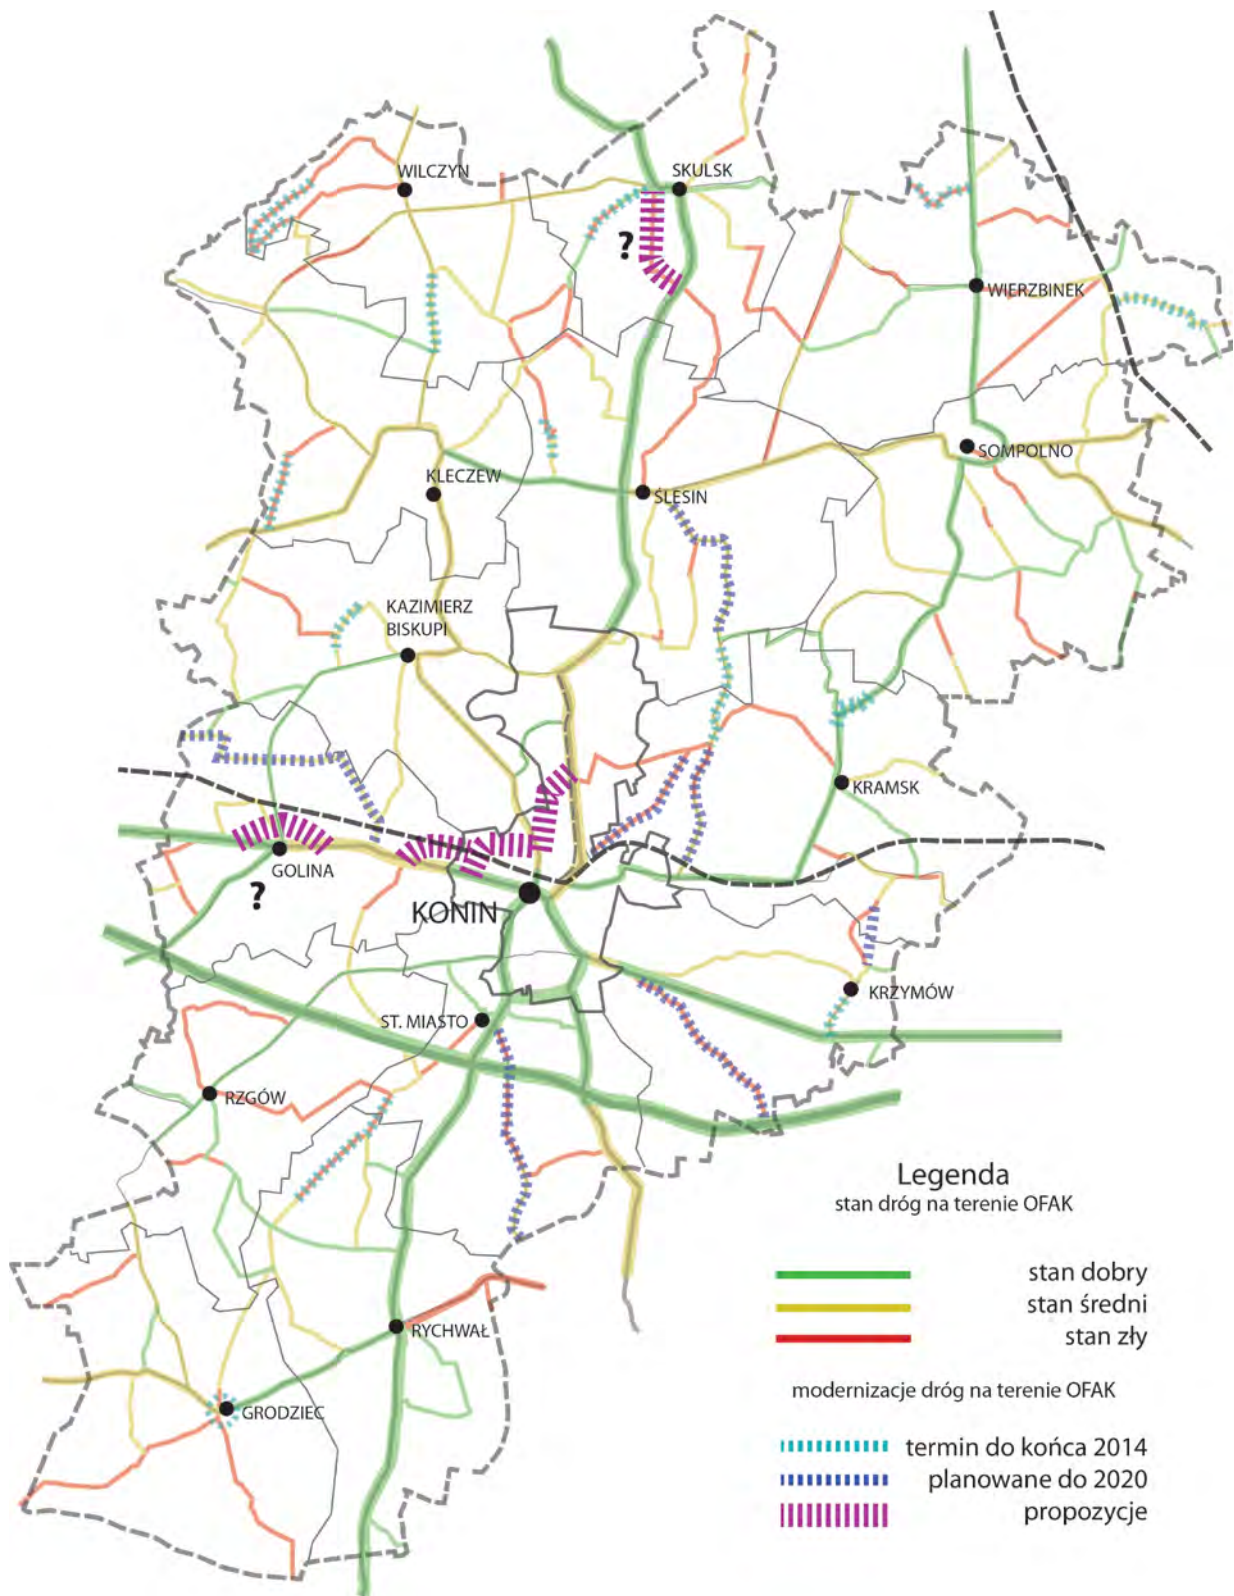 SKULSK
WILCZYN
?
WIERZBINEK
SOMPOLNO
KLECZEW
ŚLESIN
KAZIMIERZ
BISKUPI
KRAMSK
GOLINA
?
KONIN
KRZYMÓW
ST. MIASTO
RZGÓW
RYCHWAŁ
GRODZIEC
Legenda
stan dróg na terenie OFAK
stan dobry
stan średni
stan zły
modernizacje dróg na terenie OFAK
termin do końca 2014
planowane do 2020
propozycje